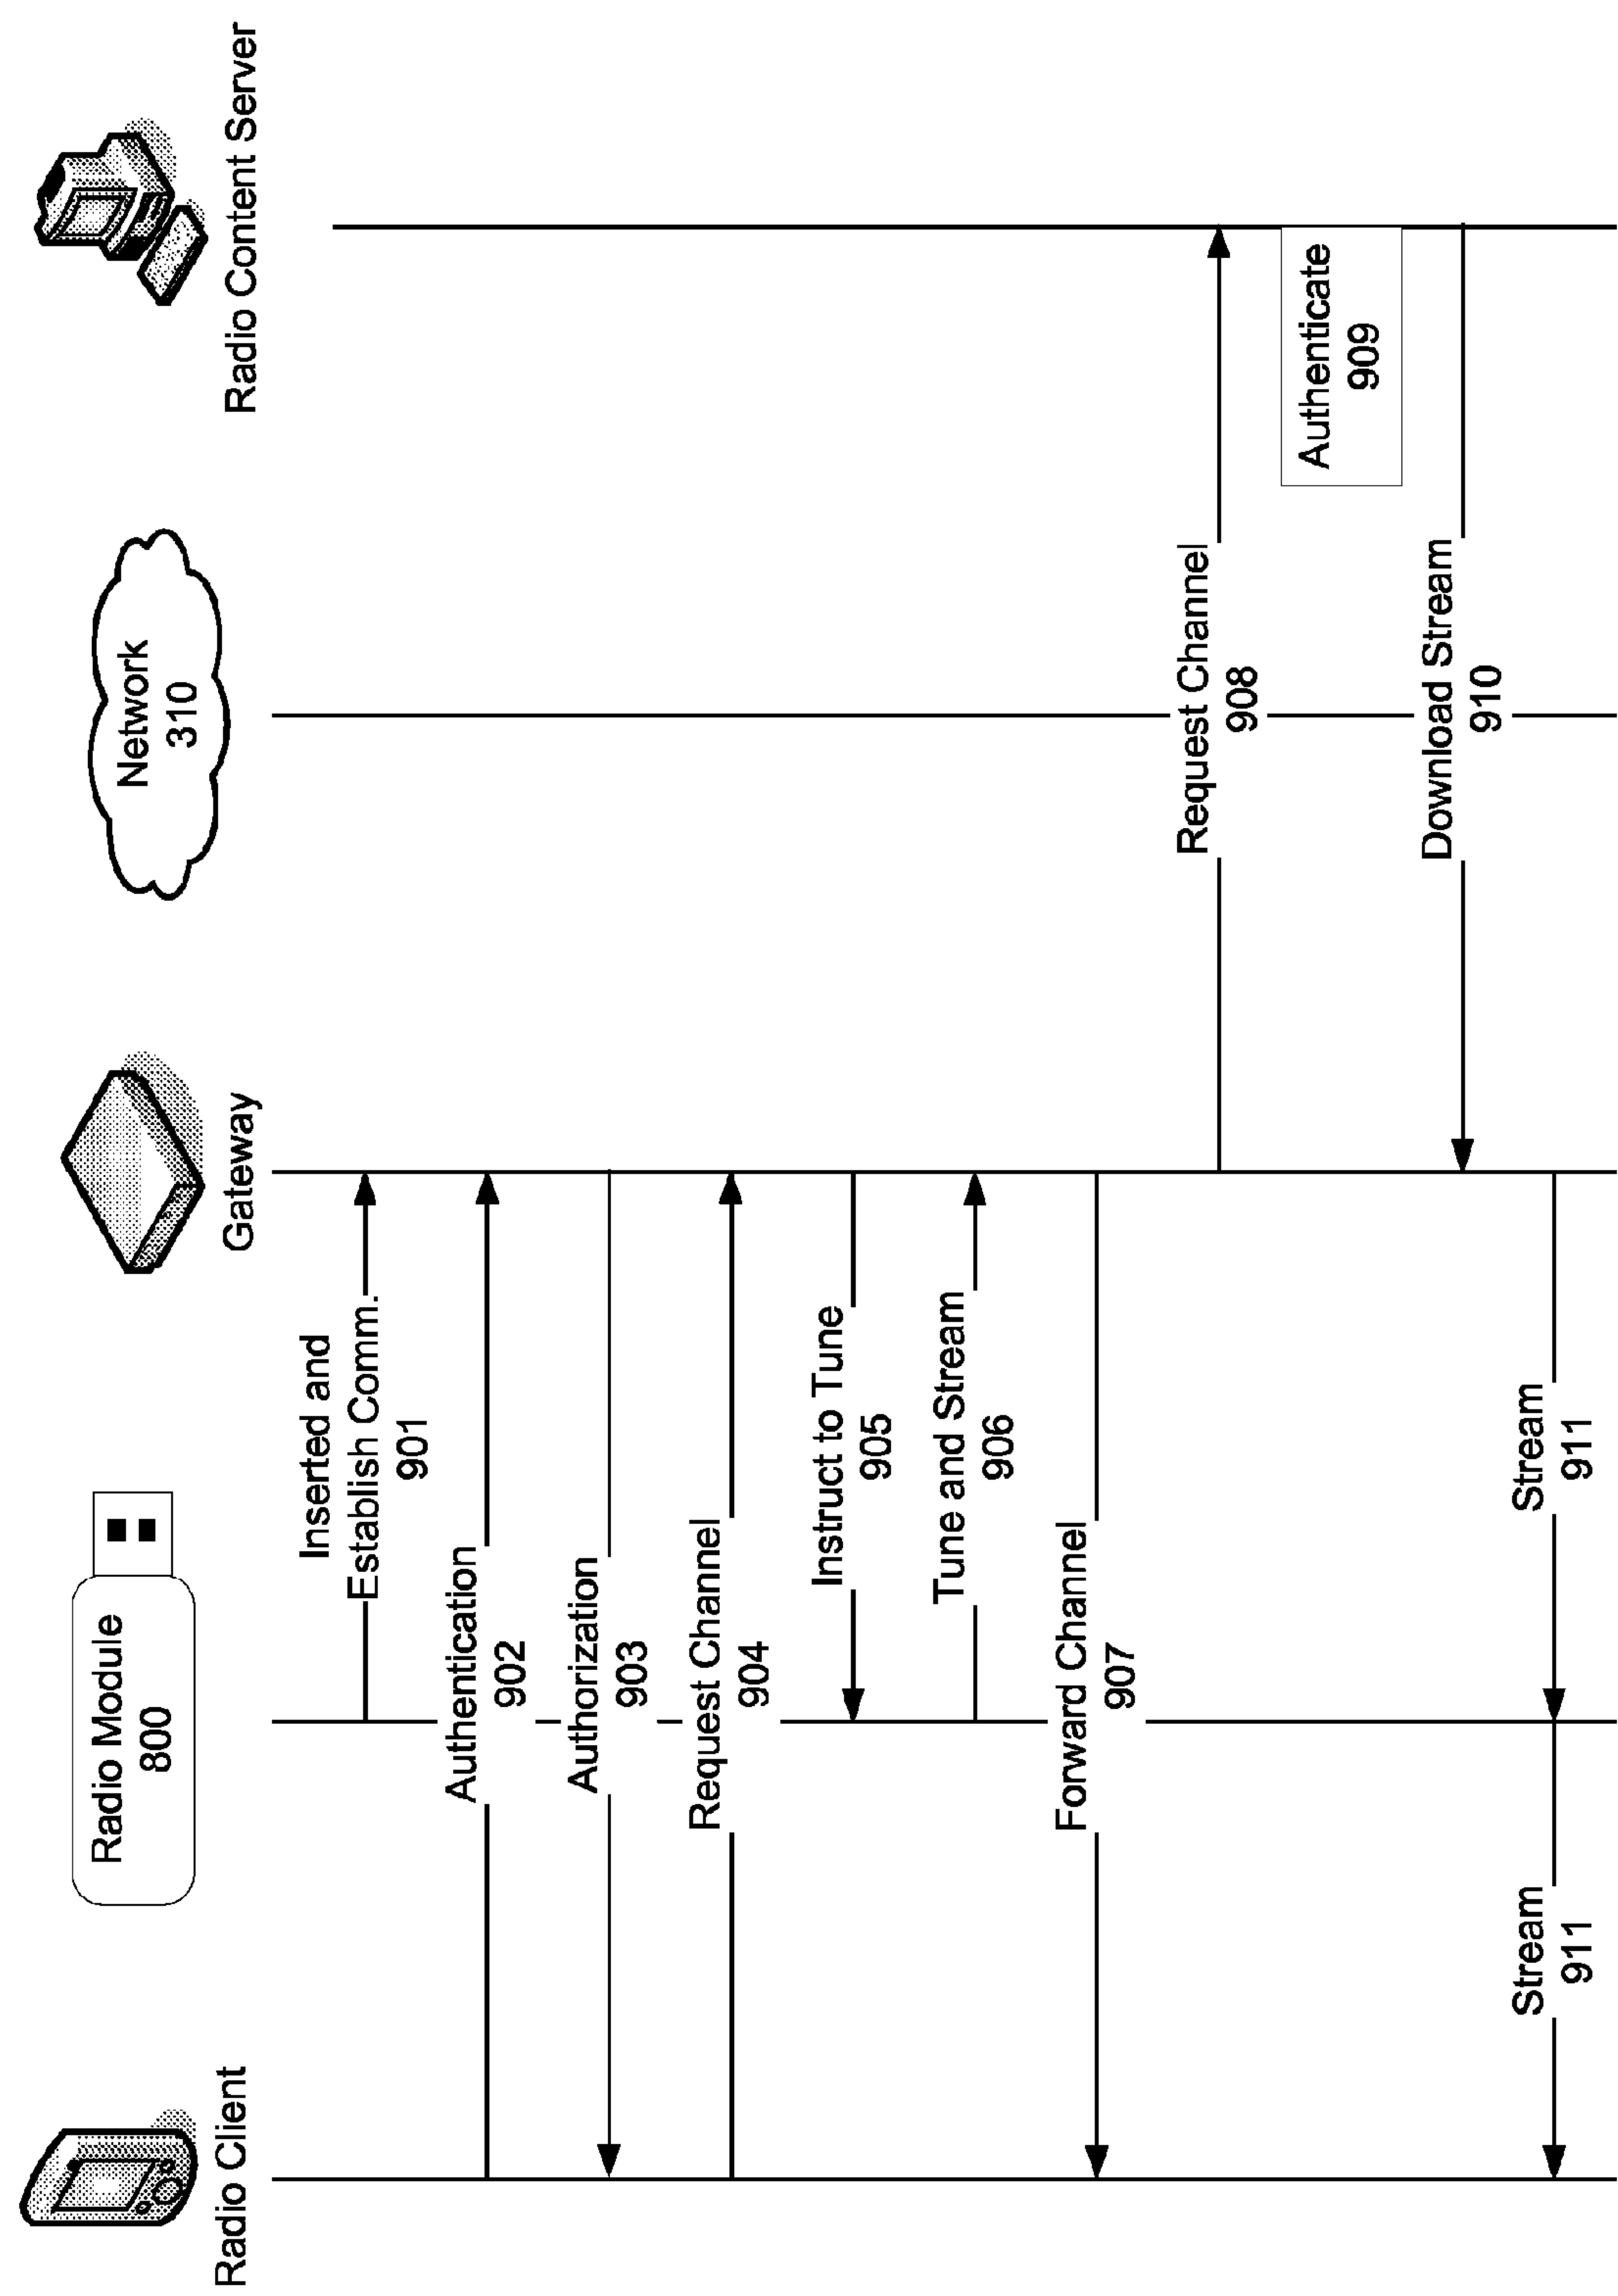 Radio Client
Radio Module
800
Gateway
Network
310
Radio Content Server
Inserted and
Establish Comm.
901
Authentication
902
Authorization
903
Request Channel
904
Instruct to Tune
905
Tune and Stream
906
Forward Channel
907
Request Channel
908
Authenticate
909
Download Stream
910
Stream
911
Stream
911